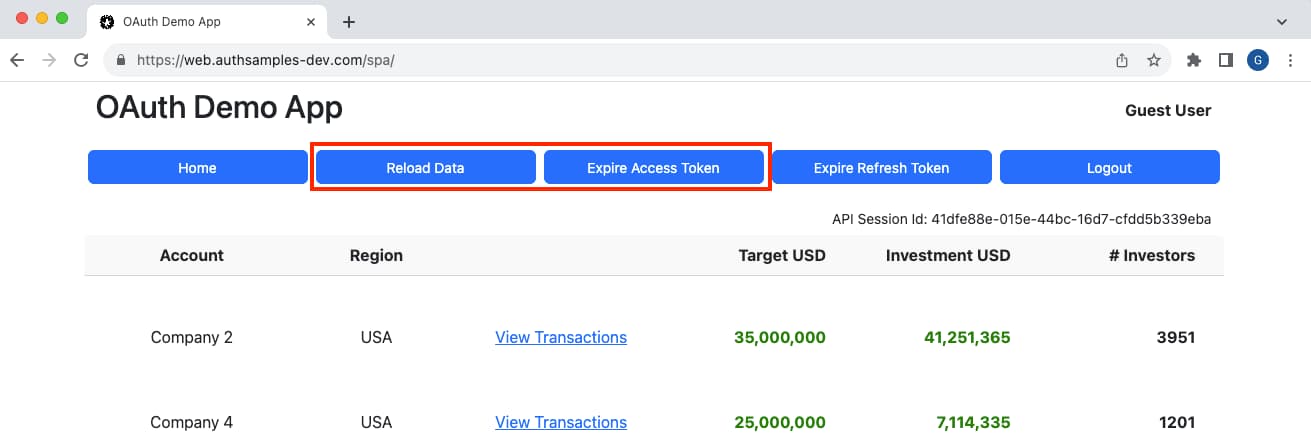 OAuth Demo App
https://web.authsamples-dev.com/spa/
G
OAuth Demo App
Guest User
Home Reload Data Expire Access Token Expire Refresh Token Logout
API Session Id: 41dfe88e-015e-44bc-16d7-cfdd5b339eba
Account Region Target USD Investment USD # Investors
Company 2 USA View Transactions 35,000,000 41,251,365 3951
Company 4 USA View Transactions 25,000,000 7,114,335 1201